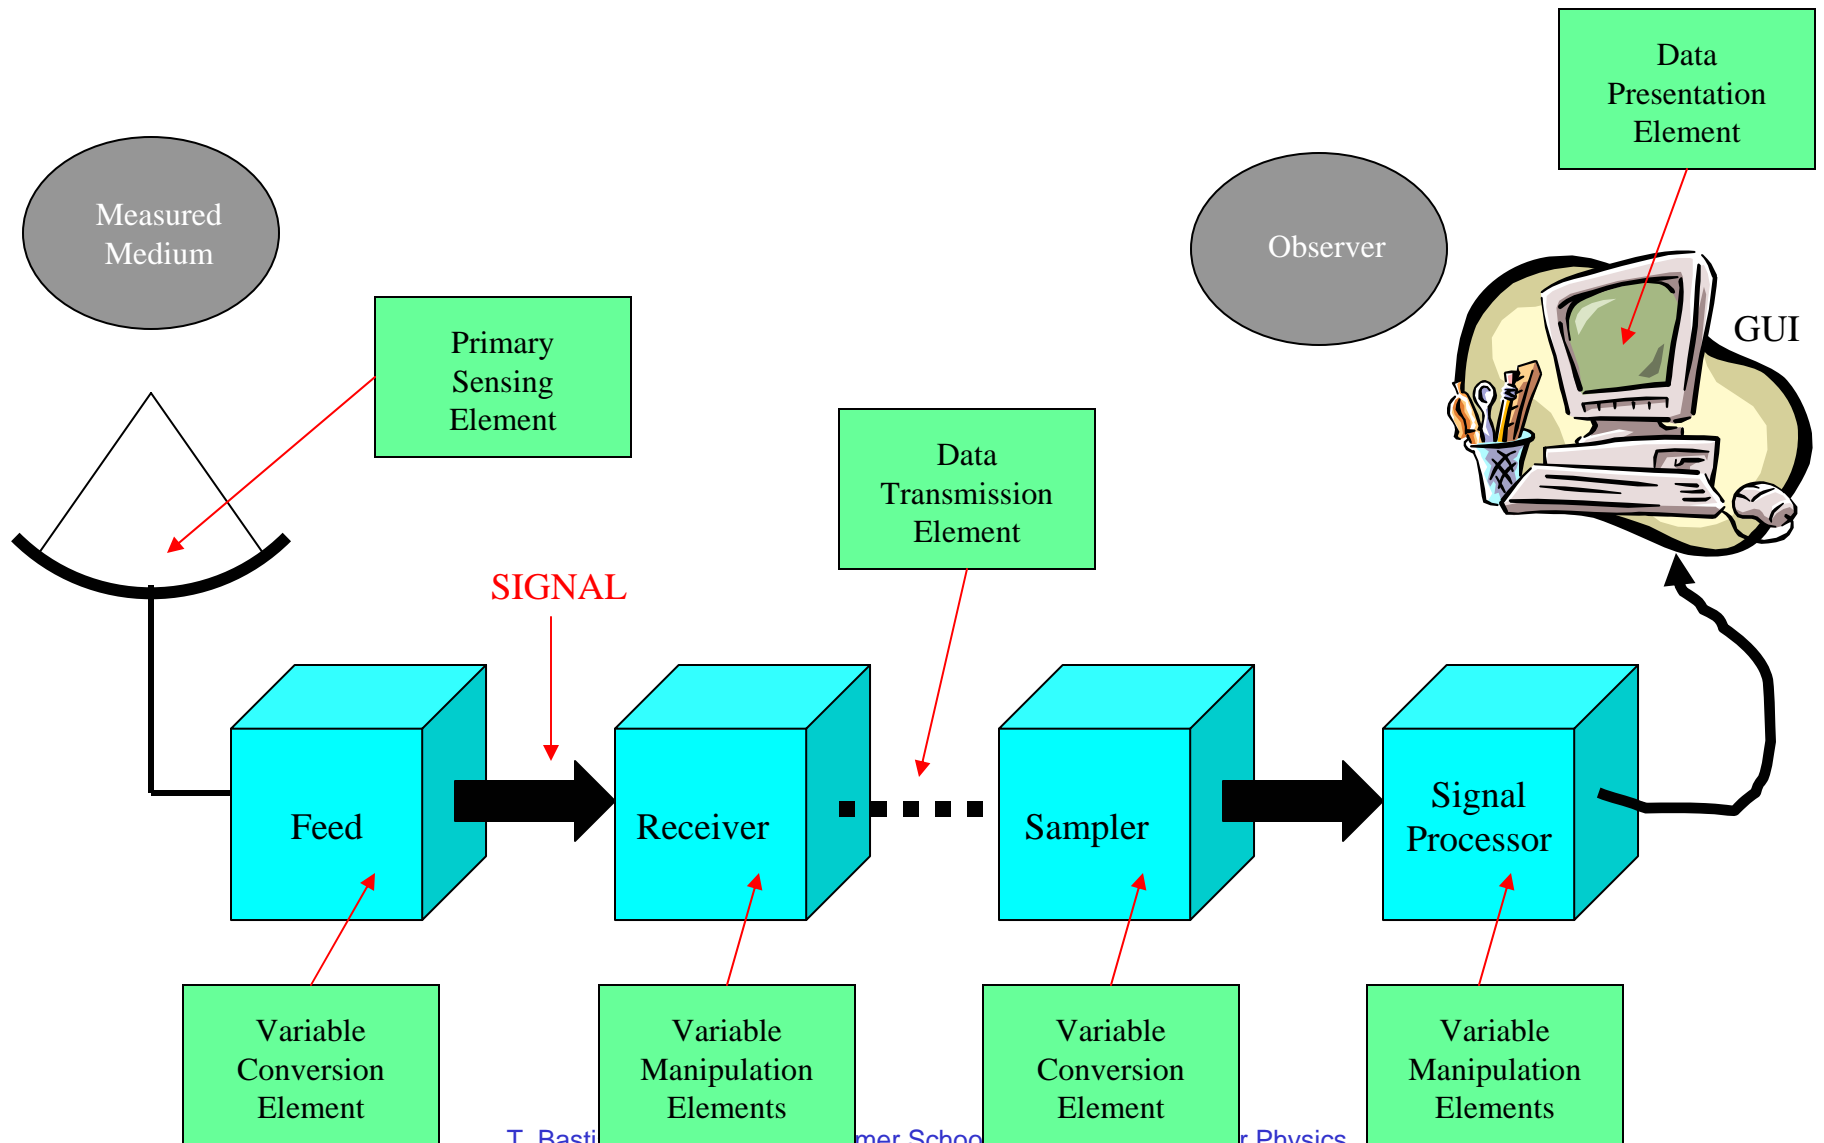 Data
Presentation
Element
Measured
Medium
Observer
GUI
Primary
Sensing
Element
Data
Transmission
Element
SIGNAL
Feed
Receiver
Sampler
Signal
Processor
Variable
Conversion
Element
Variable
Manipulation
Elements
Variable
Conversion
Element
Variable
Manipulation
Elements
T. Physics